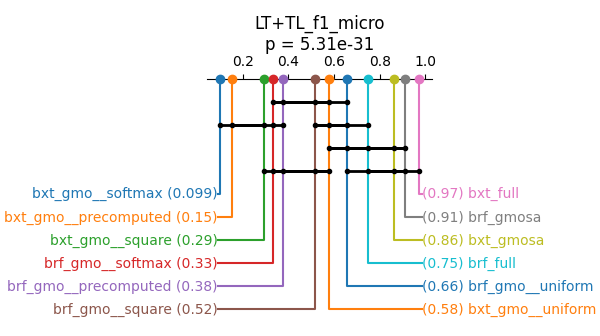 LT+TL_f1_micro
p = 5.31e-31
0.2 0.4 0.6 0.8 1.0
bxt_gmo__softmax (0.099) (0.97) bxt_full
bxt_gmo__precomputed (0.15) (0.91) brf_gmosa
bxt_gmo__square (0.29) (0.86) bxt_gmosa
brf_gmo__softmax (0.33) (0.75) brf_full
brf_gmo__precomputed (0.38) (0.66) brf_gmo__uniform
brf_gmo__square (0.52) (0.58) bxt_gmo__uniform